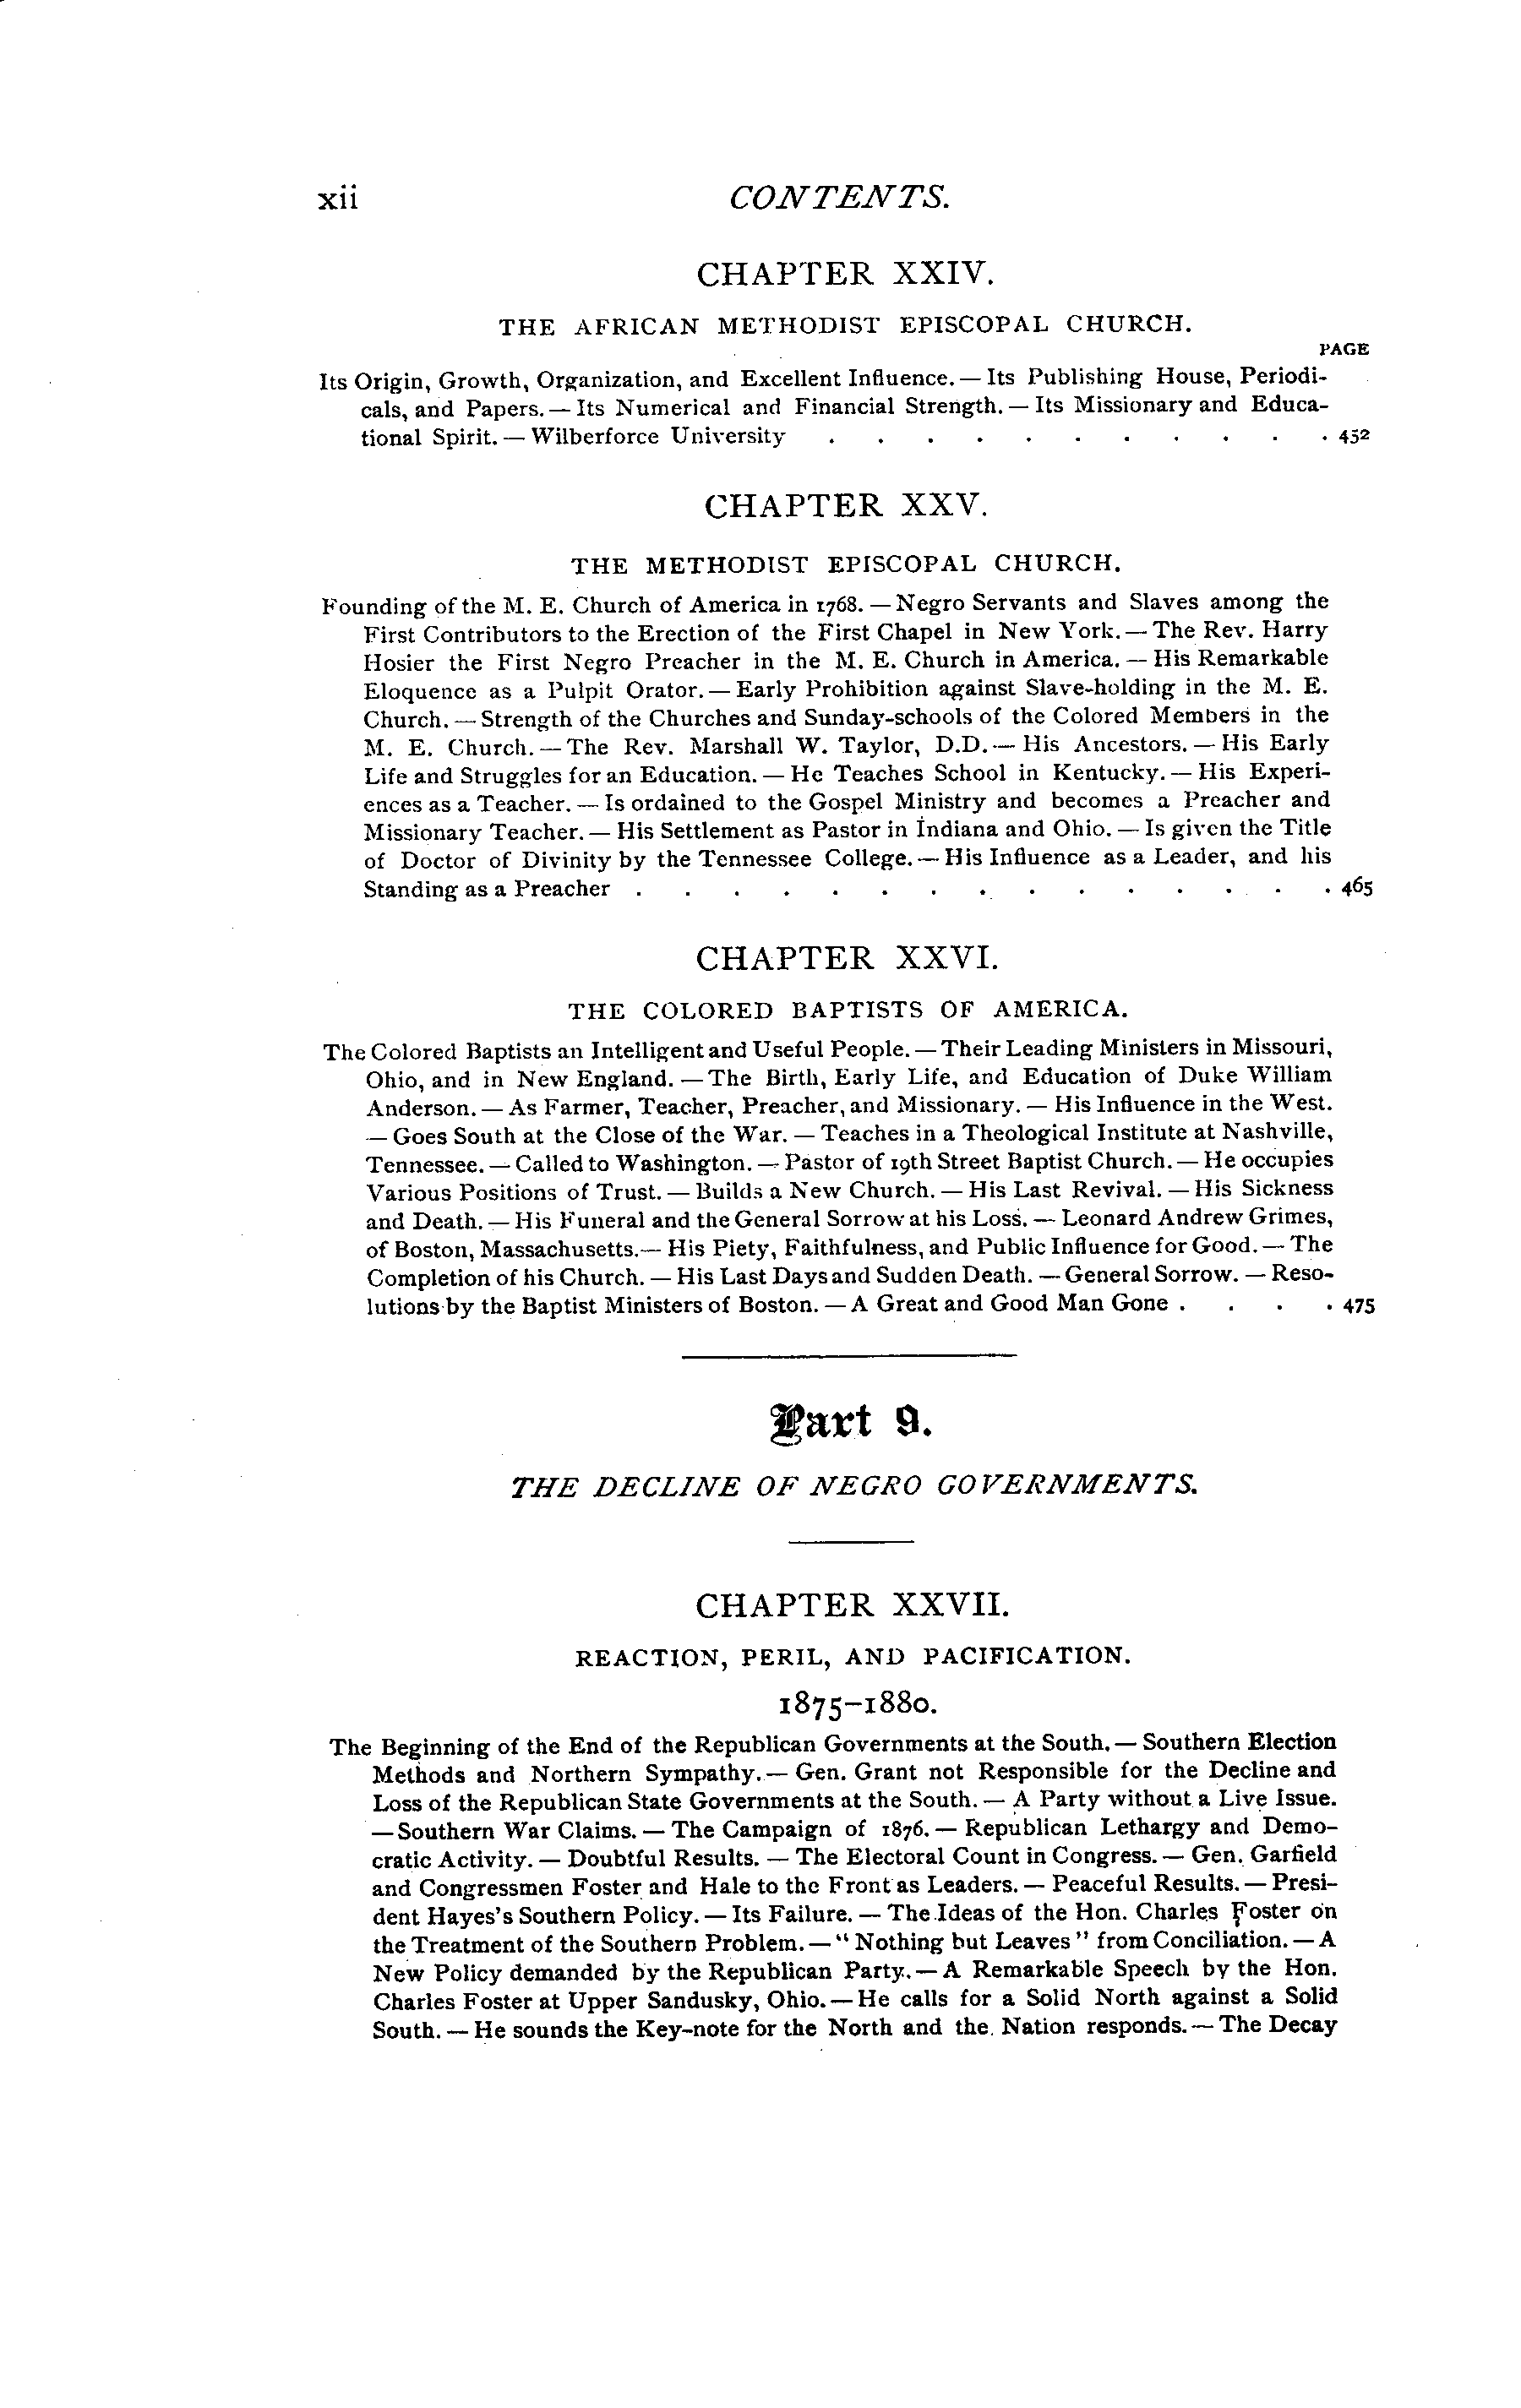 xii CONTENTS.
CHAPTER XXIV.
THE AFRICAN METHODIST EPISCOPAL CHURCH.
PAGE
Its Origin, Growth, Organization, and Excellent Influence. — Its Publishing House, Periodi-
cals, and Papers. — Its Numerical and Financial Strength. — Its Missionary and Educa-
tional Spirit. — Wilberforce University . . . . . . . . . . . 452
CHAPTER XXV.
THE METHODIST EPISCOPAL CHURCH.
Founding of the M. E. Church of America in 1768. — Negro Servants and Slaves among the
First Contributors to the Erection of the First Chapel in New York. — The Rev. Harry
Hosier the First Negro Preacher in the M. E. Church in America. — His Remarkable
Eloquence as a Pulpit Orator. — Early Prohibition against Slave-holding in the M. E.
Church. — Strength of the Churches and Sunday-schools of the Colored Members in the
M. E. Church. — The Rev. Marshall W. Taylor, D.D. — His Ancestors. — His Early
Life and Struggles for an Education. — He Teaches School in Kentucky. — His Experi-
ences as a Teacher. — Is ordained to the Gospel Ministry and becomes a Preacher and
Missionary Teacher. — His Settlement as Pastor in Indiana and Ohio. — Is given the Title
of Doctor of Divinity by the Tennessee College. — His Influence as a Leader, and his
Standing as a Preacher . . . . . . . . . . . . . . . 465
CHAPTER XXVI.
THE COLORED BAPTISTS OF AMERICA.
The Colored Baptists an Intelligent and Useful People. — Their Leading Ministers in Missouri,
Ohio, and in New England. — The Birth, Early Life, and Education of Duke William
Anderson. — As Farmer, Teacher, Preacher, and Missionary. — His Influence in the West.
— Goes South at the Close of the War. — Teaches in a Theological Institute at Nashville,
Tennessee. — Called to Washington. — Pastor of 19th Street Baptist Church. — He occupies
Various Positions of Trust. — Builds a New Church. — His Last Revival. — His Sickness
and Death. — His Funeral and the General Sorrow at his Loss. — Leonard Andrew Grimes,
of Boston, Massachusetts. — His Piety, Faithfulness, and Public Influence for Good. — The
Completion of his Church. — His Last Days and Sudden Death. — General Sorrow. — Reso-
lutions by the Baptist Ministers of Boston. — A Great and Good Man Gone . . . . 475
Part 9.
THE DECLINE OF NEGRO GOVERNMENTS.
CHAPTER XXVII.
REACTION, PERIL, AND PACIFICATION.
1875-1880.
The Beginning of the End of the Republican Governments at the South. — Southern Election
Methods and Northern Sympathy. — Gen. Grant not Responsible for the Decline and
Loss of the Republican State Governments at the South. — A Party without a Live Issue.
— Southern War Claims. — The Campaign of 1876. — Republican Lethargy and Demo-
cratic Activity. — Doubtful Results. — The Electoral Count in Congress. — Gen. Garfield
and Congressmen Foster and Hale to the Front as Leaders. — Peaceful Results. — Presi-
dent Hayes's Southern Policy. — Its Failure. — The Ideas of the Hon. Charles Foster on
the Treatment of the Southern Problem. — "Nothing but Leaves" from Conciliation. — A
New Policy demanded by the Republican Party. — A Remarkable Speech by the Hon.
Charles Foster at Upper Sandusky, Ohio. — He calls for a Solid North against a Solid
South. — He sounds the Key-note for the North and the Nation responds. — The Decay